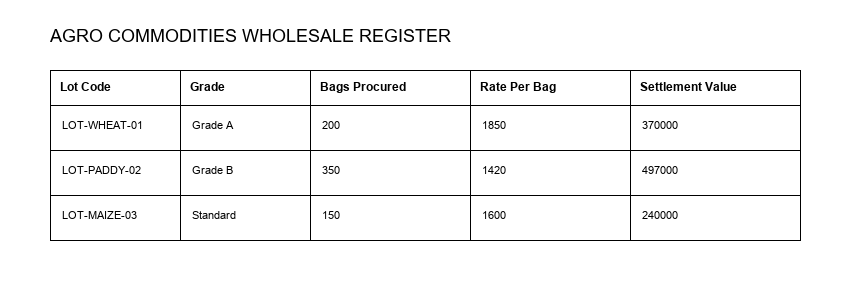 AGRO COMMODITIES WHOLESALE REGISTER
Lot Code Grade Bags Procured Rate Per Bag Settlement Value
LOT-WHEAT-01 Grade A 200 1850 370000
LOT-PADDY-02 Grade B 350 1420 497000
LOT-MAIZE-03 Standard 150 1600 240000